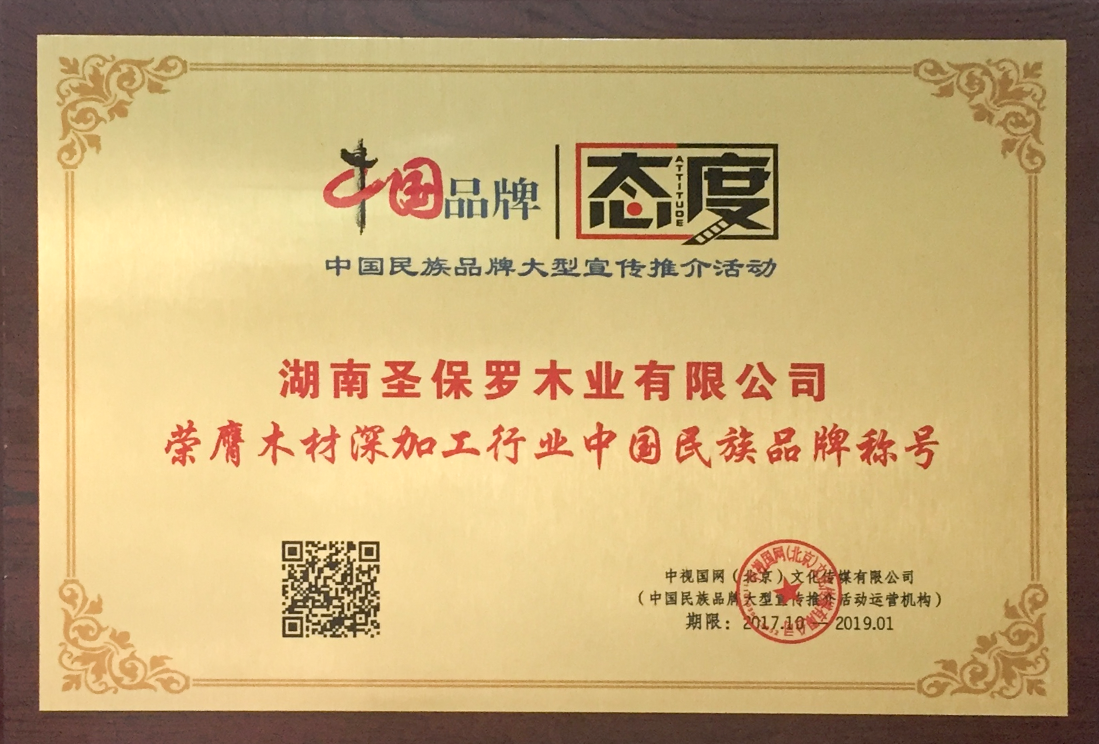 中国品牌 态度 ATTITUDE
中国民族品牌大型宣传推介活动
湖南圣保罗木业有限公司
荣膺木材深加工行业中国民族品牌称号
中视国网（北京）文化传媒有限公司
（中国民族品牌大型宣传推介活动运营机构）
期限：2017.10－2019.01